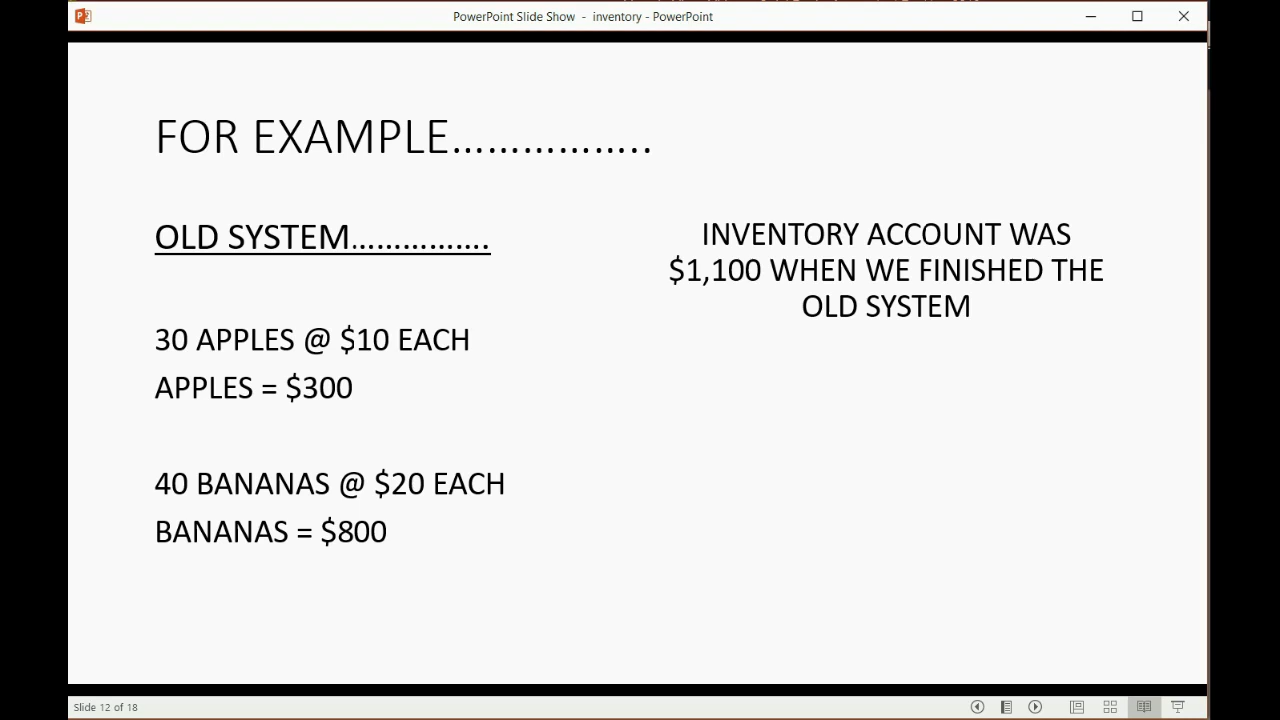 PowerPoint Slide Show - inventory - PowerPoint
FOR EXAMPLE……………..
OLD SYSTEM…………….
30 APPLES @ $10 EACH
APPLES = $300
40 BANANAS @ $20 EACH
BANANAS = $800
INVENTORY ACCOUNT WAS
$1,100 WHEN WE FINISHED THE
OLD SYSTEM
Slide 12 of 18